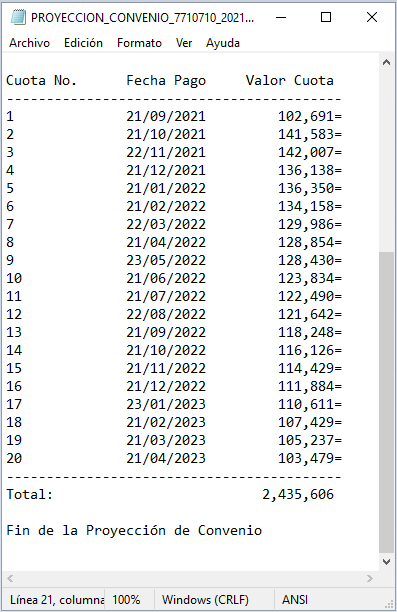 PROYECCION_CONVENIO_7710710_2021...
Archivo Edición Formato Ver Ayuda
Cuota No. Fecha Pago Valor Cuota
------------------------------------------
1 21/09/2021 102,691=
2 21/10/2021 141,583=
3 22/11/2021 142,007=
4 21/12/2021 136,138=
5 21/01/2022 136,350=
6 21/02/2022 134,158=
7 22/03/2022 129,986=
8 21/04/2022 128,854=
9 23/05/2022 128,430=
10 21/06/2022 123,834=
11 21/07/2022 122,490=
12 22/08/2022 121,642=
13 21/09/2022 118,248=
14 21/10/2022 116,126=
15 21/11/2022 114,429=
16 21/12/2022 111,884=
17 23/01/2023 110,611=
18 21/02/2023 107,429=
19 21/03/2023 105,237=
20 21/04/2023 103,479=
------------------------------------------
Total: 2,435,606
Fin de la Proyección de Convenio
Línea 21, columna 100% Windows (CRLF) ANSI